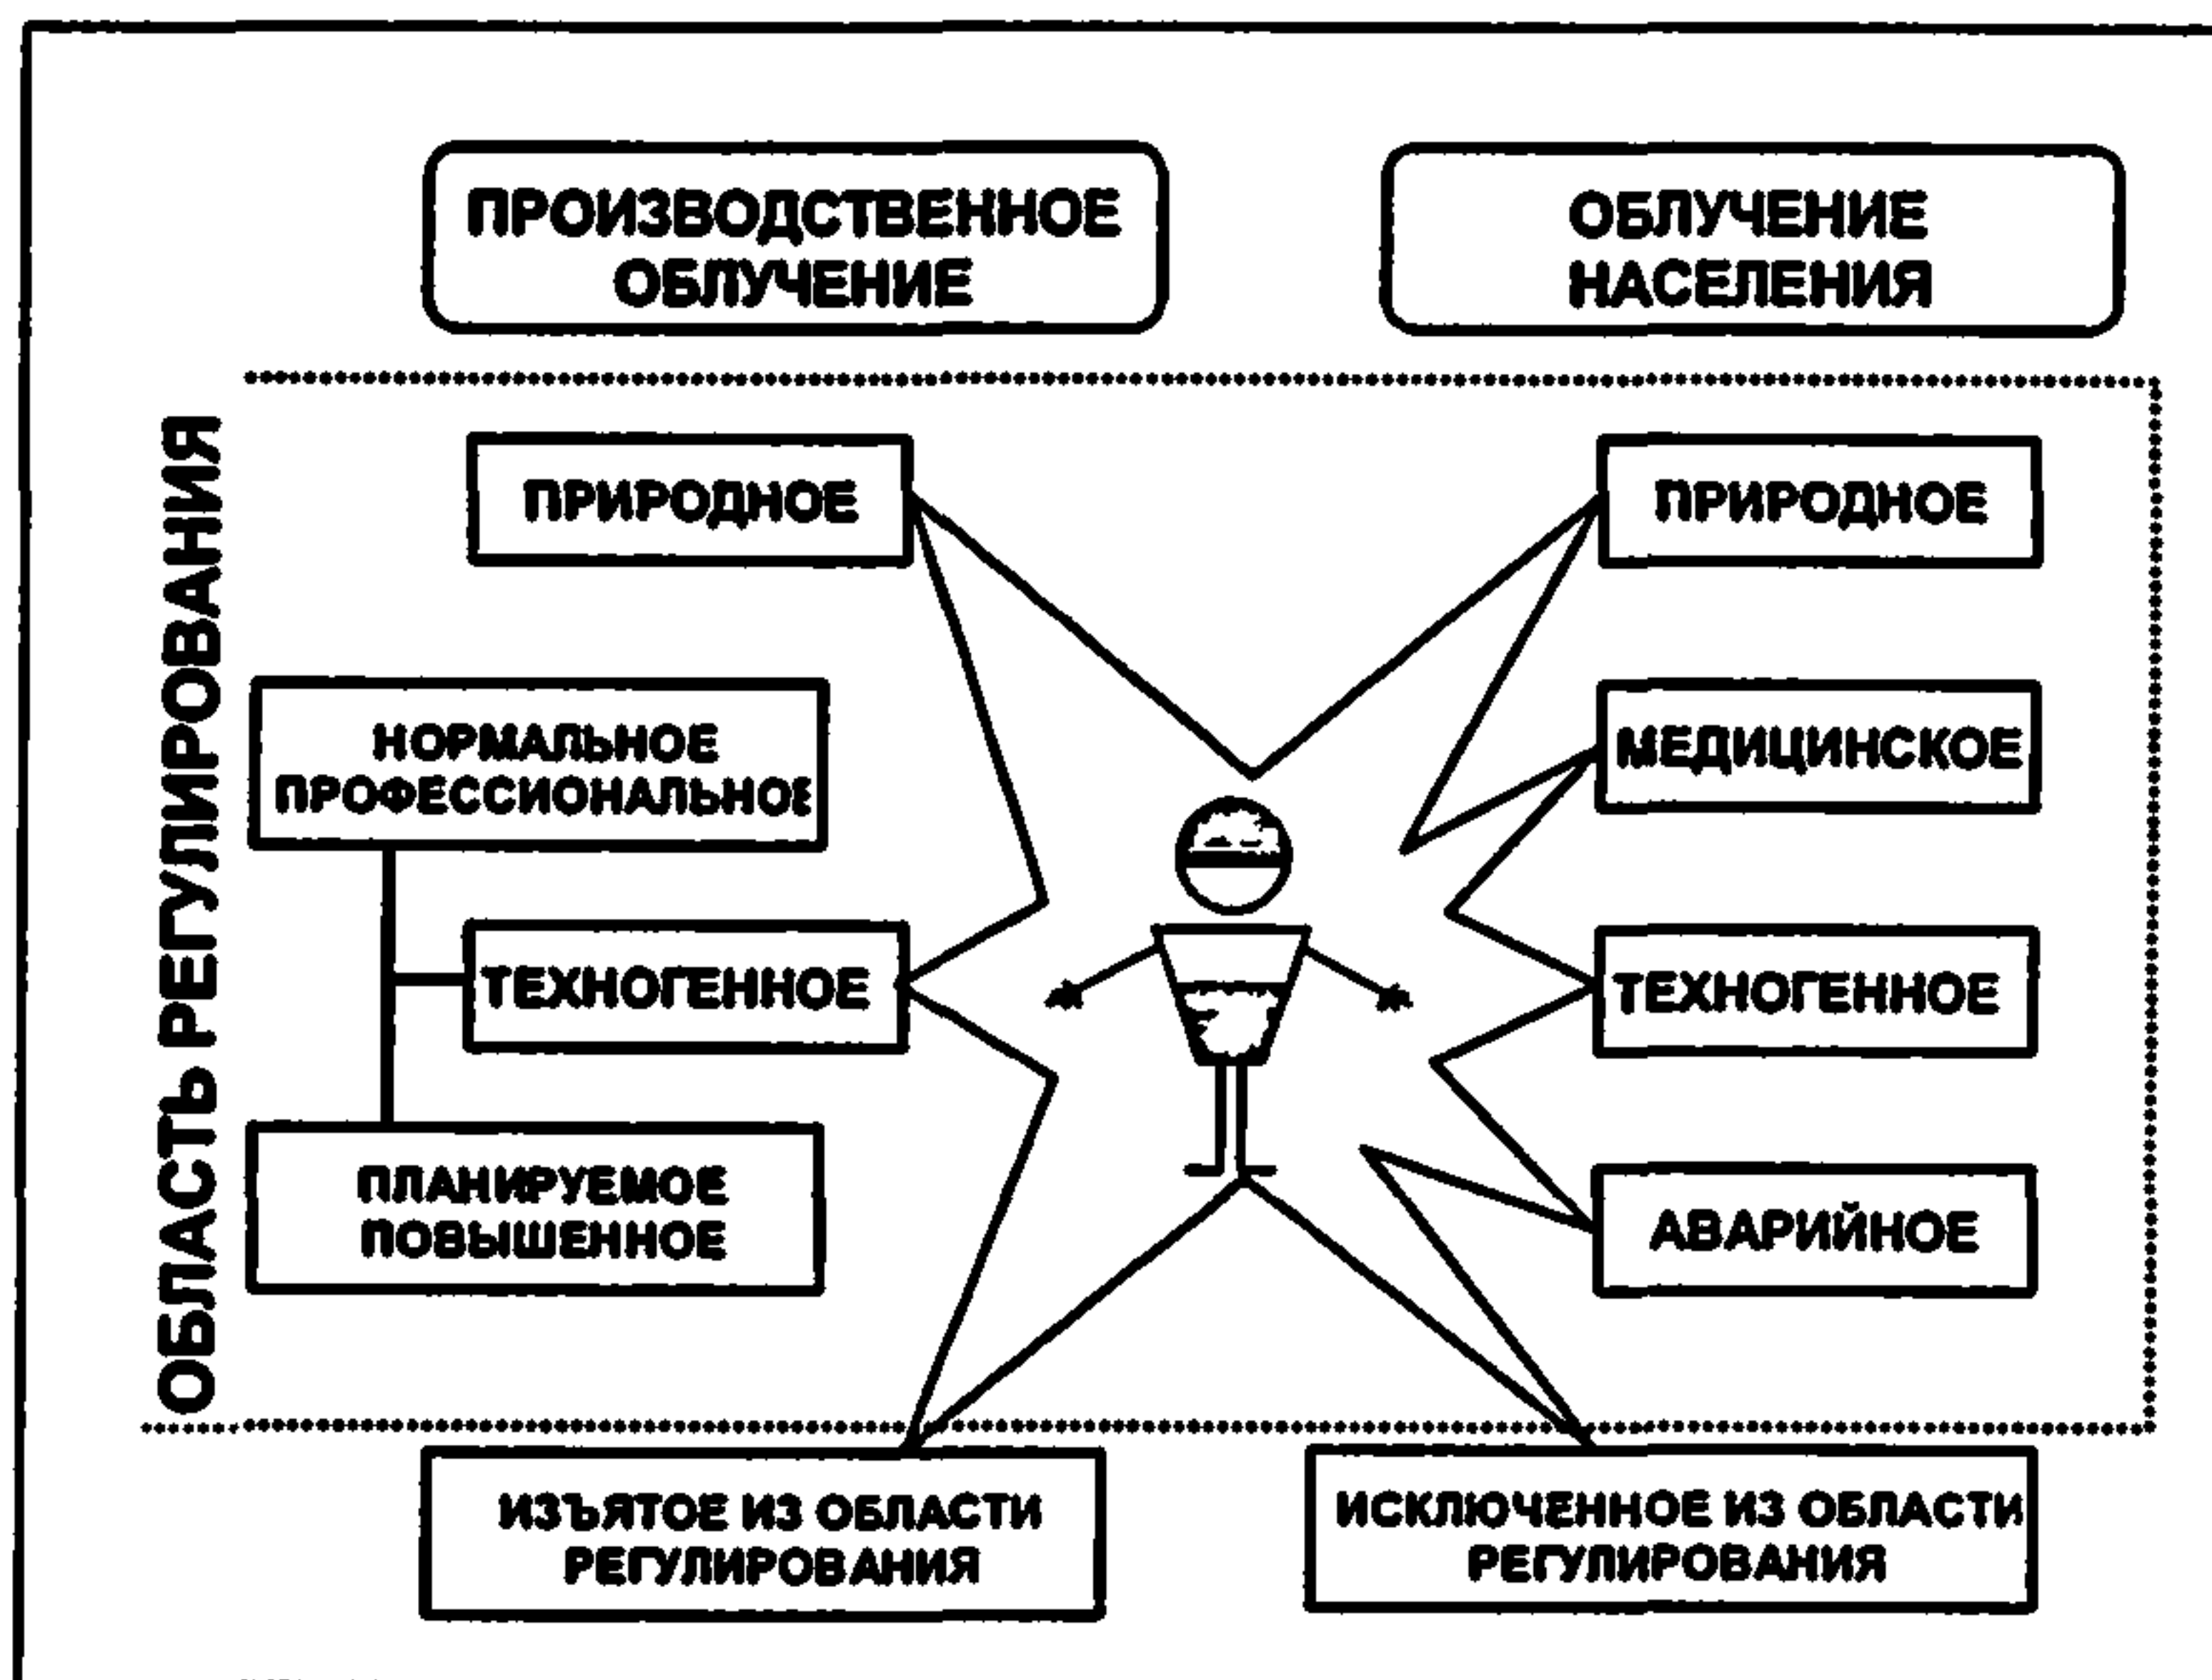 ПРОИЗВОДСТВЕННОЕ
ОБЛУЧЕНИЕ
ОБЛУЧЕНИЕ
НАСЕЛЕНИЯ
ОБЛАСТЬ РЕГУЛИРОВАНИЯ
ПРИРОДНОЕ
ПРИРОДНОЕ
НОРМАЛЬНОЕ
ПРОФЕССИОНАЛЬНОЕ
МЕДИЦИНСКОЕ
ТЕХНОГЕННОЕ
ТЕХНОГЕННОЕ
ПЛАНИРУЕМОЕ
ПОВЫШЕННОЕ
АВАРИЙНОЕ
ИЗЪЯТОЕ ИЗ ОБЛАСТИ
РЕГУЛИРОВАНИЯ
ИСКЛЮЧЕННОЕ ИЗ ОБЛАСТИ
РЕГУЛИРОВАНИЯ